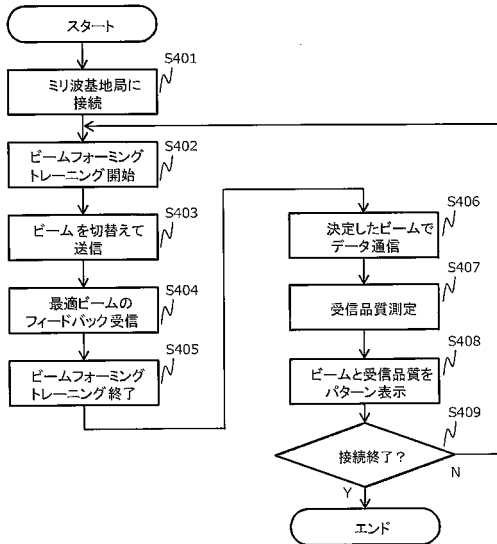 スタート
S401
ミリ波基地局に
接続
S402
ビームフォーミング
トレーニング開始
S403
ビームを切替えて
送信
S404
最適ビームの
フィードバック受信
S405
ビームフォーミング
トレーニング終了
S406
決定したビームで
データ通信
S407
受信品質測定
S408
ビームと受信品質を
パターン表示
S409
接続終了?
N
Y
エンド